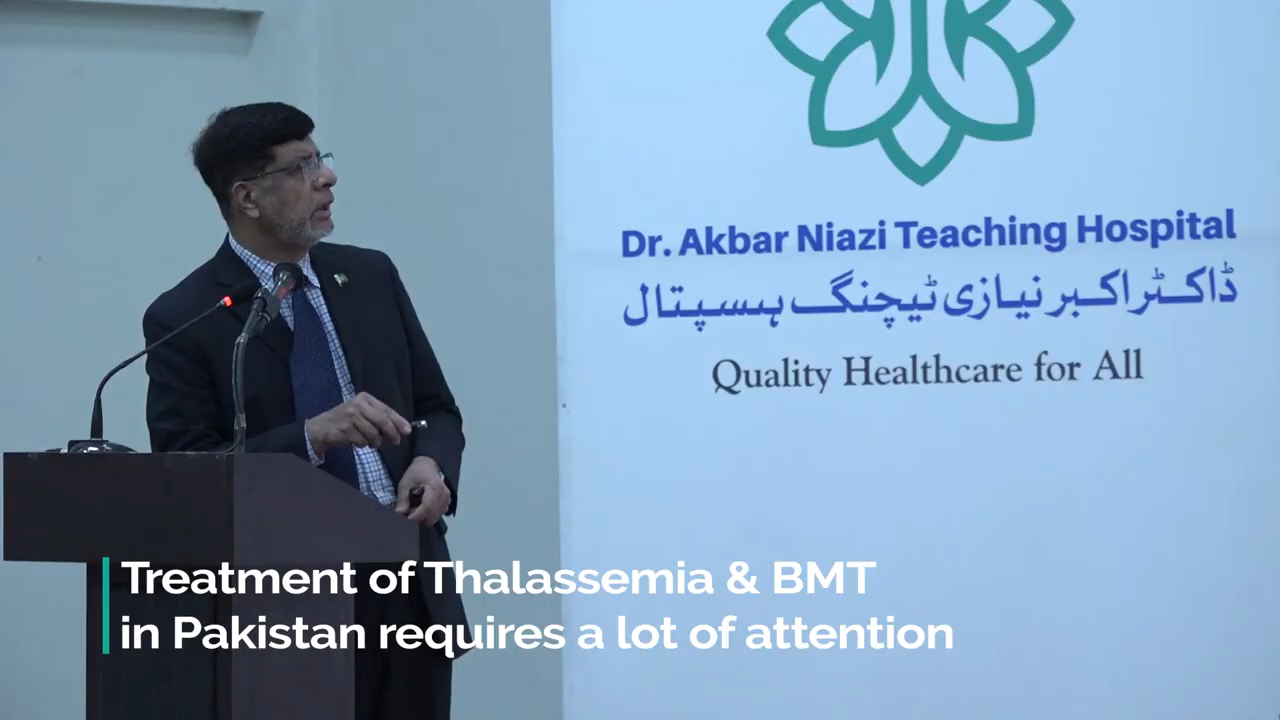 Dr. Akbar Niazi Teaching Hospital
ڈاکٹر اکبر نیازی ٹیچنگ ہسپتال
Quality Healthcare for All
Treatment of Thalassemia & BMT
in Pakistan requires a lot of attention